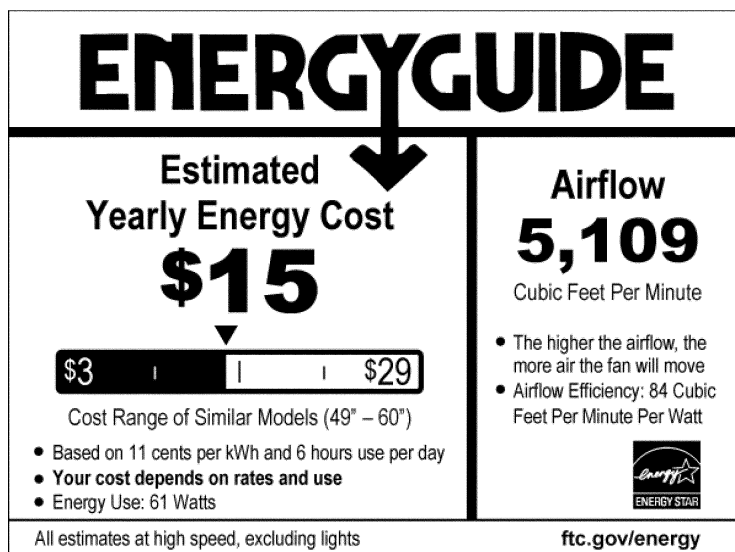 ENERGYGUIDE
Estimated
Yearly Energy Cost
$15
$3 $29
Cost Range of Similar Models (49” – 60”)
• Based on 11 cents per kWh and 6 hours use per day
• Your cost depends on rates and use
• Energy Use: 61 Watts
Airflow
5,109
Cubic Feet Per Minute
• The higher the airflow, the
more air the fan will move
• Airflow Efficiency: 84 Cubic
Feet Per Minute Per Watt
energy
ENERGY STAR
All estimates at high speed, excluding lights
ftc.gov/energy